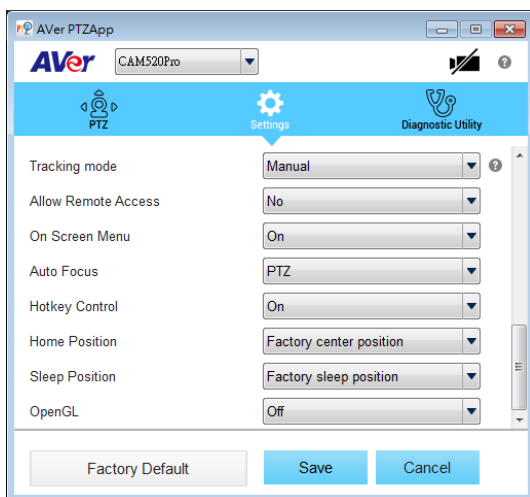 AVer PTZApp
AVer CAM520Pro ?
PTZ Settings Diagnostic Utility
Tracking mode Manual ?
Allow Remote Access No
On Screen Menu On
Auto Focus PTZ
Hotkey Control On
Home Position Factory center position
Sleep Position Factory sleep position
OpenGL Off
Factory Default Save Cancel